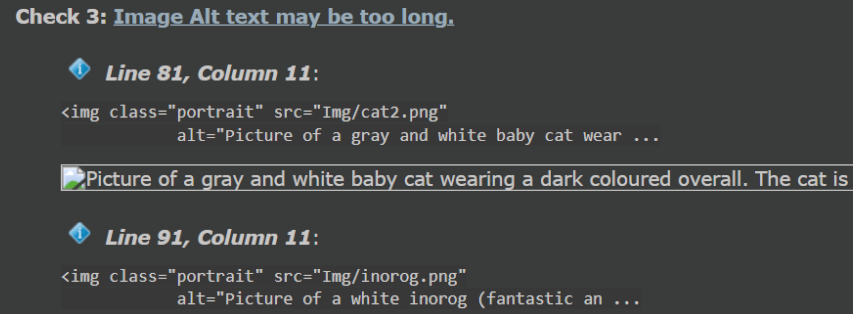 Check 3: Image Alt text may be too long.
Line 81, Column 11:
<img class="portrait" src="Img/cat2.png"
alt="Picture of a gray and white baby cat wear ...
Picture of a gray and white baby cat wearing a dark coloured overall. The cat is
Line 91, Column 11:
<img class="portrait" src="Img/inorog.png"
alt="Picture of a white inorog (fantastic an ...